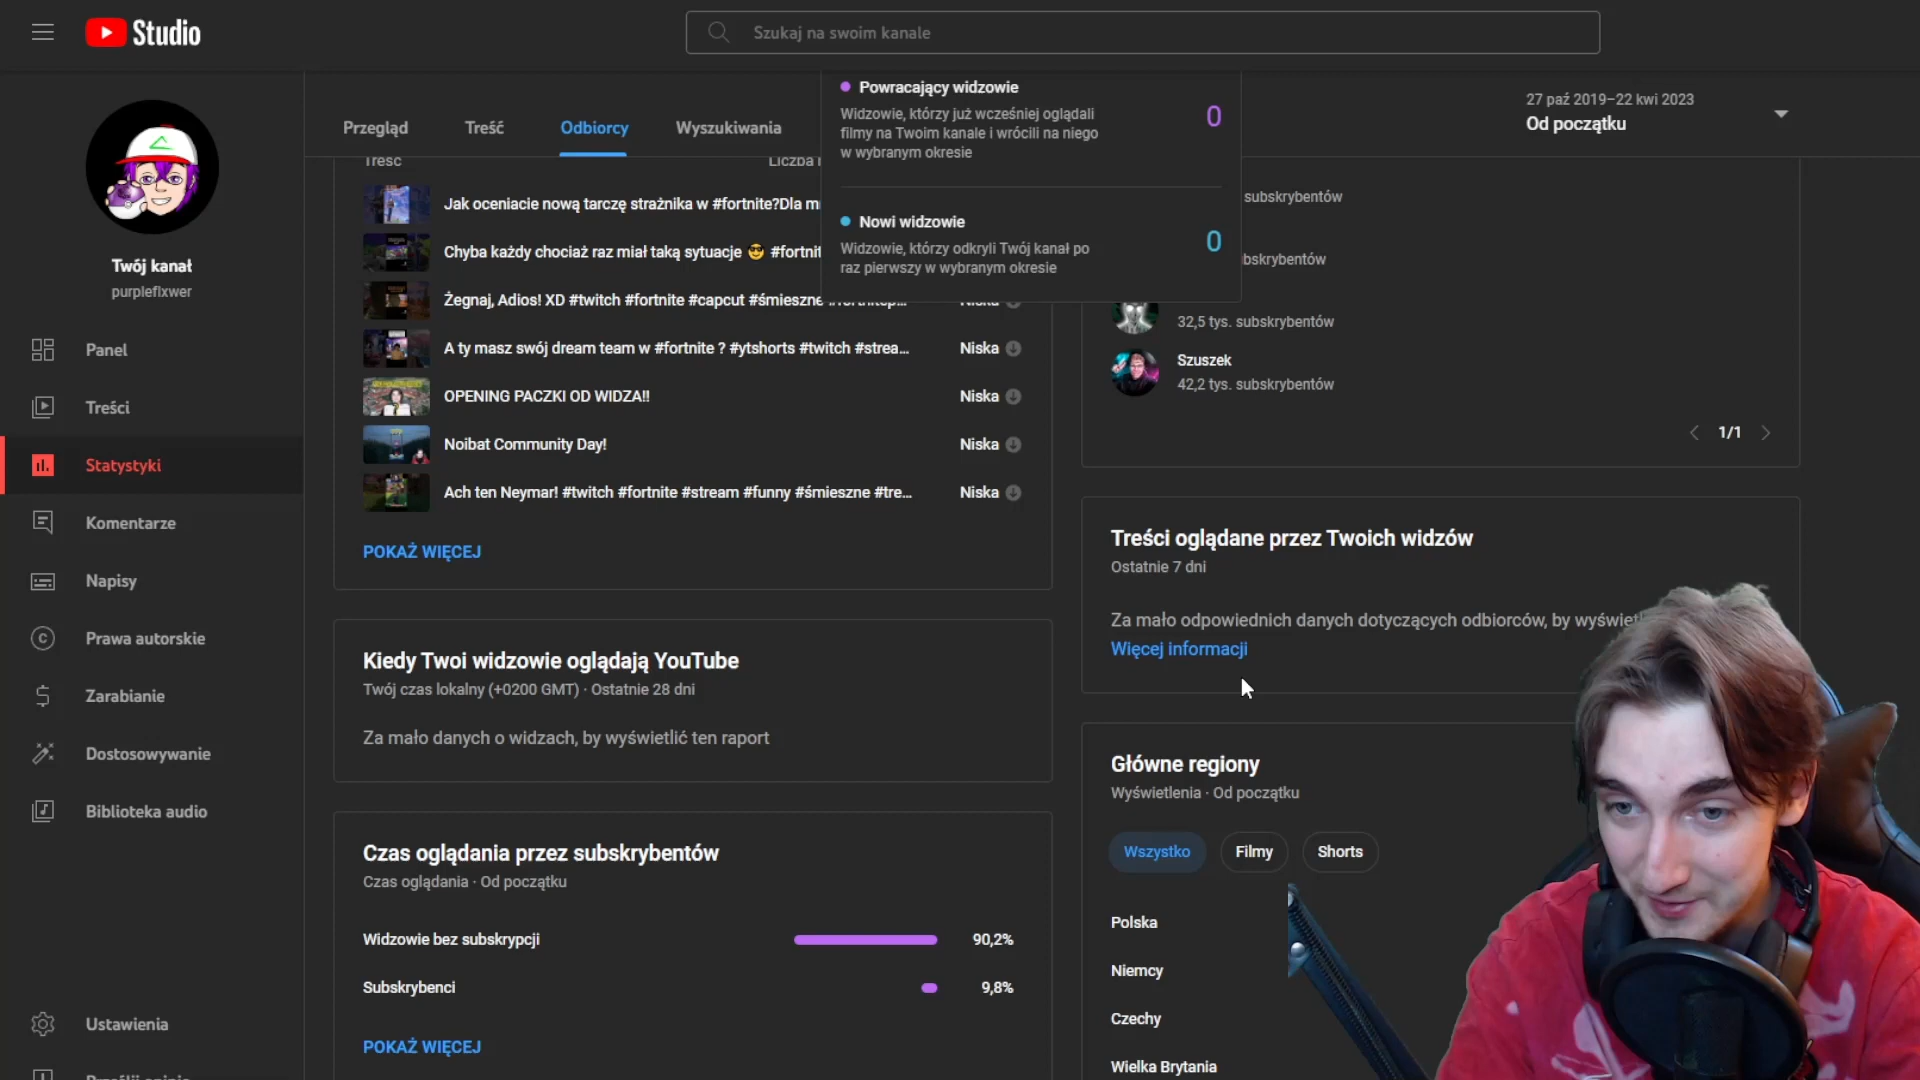 Studio
Szukaj na swoim kanale
Twój kanał
purplefixwer
Panel
Treści
Statystyki
Komentarze
Napisy
Prawa autorskie
Zarabianie
Dostosowywanie
Biblioteka audio
Ustawienia
Przegląd
Treść
Odbiorcy
Wyszukiwania
27 paź 2019–22 kwi 2023
Od początku
Powracający widzowie
Widzowie, którzy już wcześniej oglądali
filmy na Twoim kanale i wrócili na niego
w wybranym okresie
0
Nowi widzowie
Widzowie, którzy odkryli Twój kanał po
raz pierwszy w wybranym okresie
0
Treść
Liczba
Jak oceniacie nową tarczę strażnika w #fortnite?Dla
Chyba każdy chociaż raz miał taką sytuacje 😎 #fortnit
Żegnaj, Adios! XD #twitch #fortnite #capcut #śmieszne
Niska
A ty masz swój dream team w #fortnite ? #ytshorts #twitch #strea...
Niska
OPENING PACZKI OD WIDZA!!
Niska
Noibat Community Day!
Niska
Ach ten Neymar! #twitch #fortnite #stream #funny #śmieszne #tre...
Niska
POKAŻ WIĘCEJ
Kiedy Twoi widzowie oglądają YouTube
Twój czas lokalny (+0200 GMT) · Ostatnie 28 dni
Za mało danych o widzach, by wyświetlić ten raport
Czas oglądania przez subskrybentów
Czas oglądania · Od początku
Widzowie bez subskrypcji
90,2%
Subskrybenci
9,8%
POKAŻ WIĘCEJ
subskrybentów
bskrybentów
32,5 tys. subskrybentów
Szuszek
42,2 tys. subskrybentów
1/1
Treści oglądane przez Twoich widzów
Ostatnie 7 dni
Za mało odpowiednich danych dotyczących odbiorców, by wyświetl
Więcej informacji
Główne regiony
Wyświetlenia · Od początku
Wszystko
Filmy
Shorts
Polska
Niemcy
Czechy
Wielka Brytania